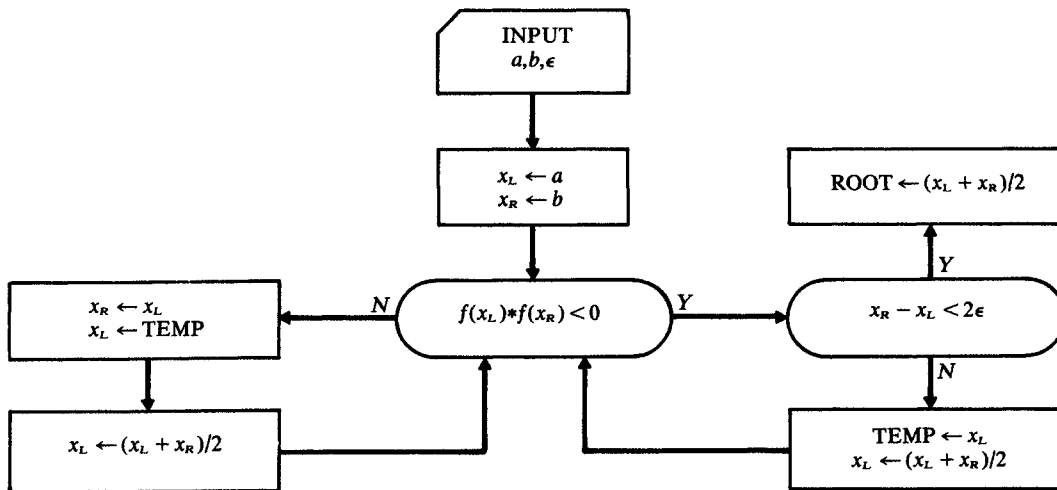 INPUT
a,b,ϵ
x_L ← a
x_R ← b
ROOT ← (x_L + x_R)/2
Y
x_R ← x_L
x_L ← TEMP
N
f(x_L)*f(x_R) < 0
Y
x_R − x_L < 2ϵ
N
x_L ← (x_L + x_R)/2
TEMP ← x_L
x_L ← (x_L + x_R)/2